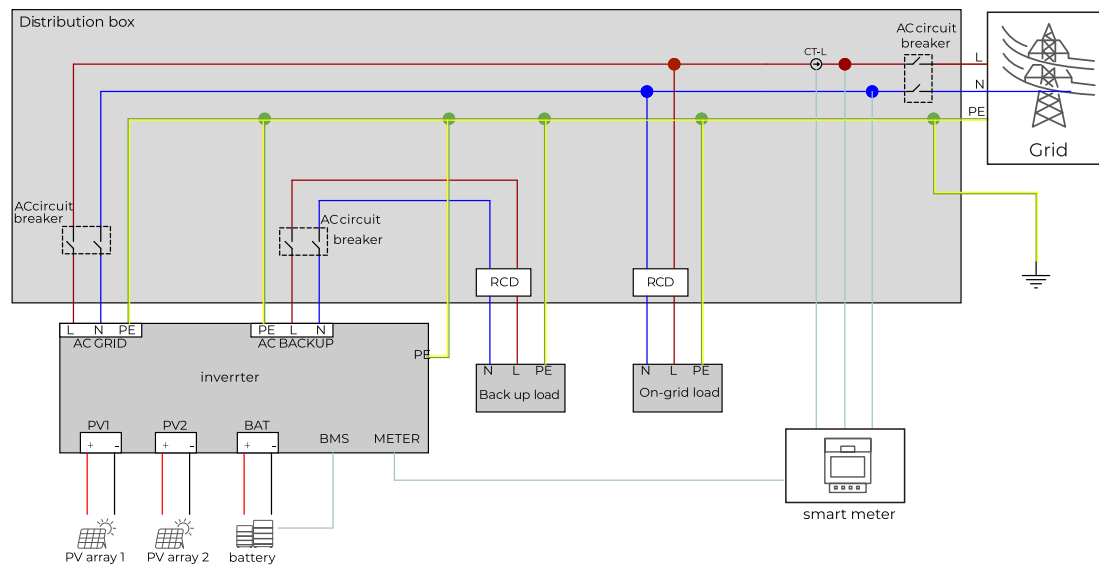 Distribution box
AC circuit
breaker
CT-L
L
N
PE
Grid
AC circuit
breaker
AC circuit
breaker
RCD
RCD
L N PE
AC GRID
PE L N
AC BACKUP
PE
inverrter
N L PE
Back up load
N L PE
On-grid load
PV1
+ -
PV2
+ -
BAT
+ -
BMS
METER
smart meter
PV array 1
PV array 2
battery